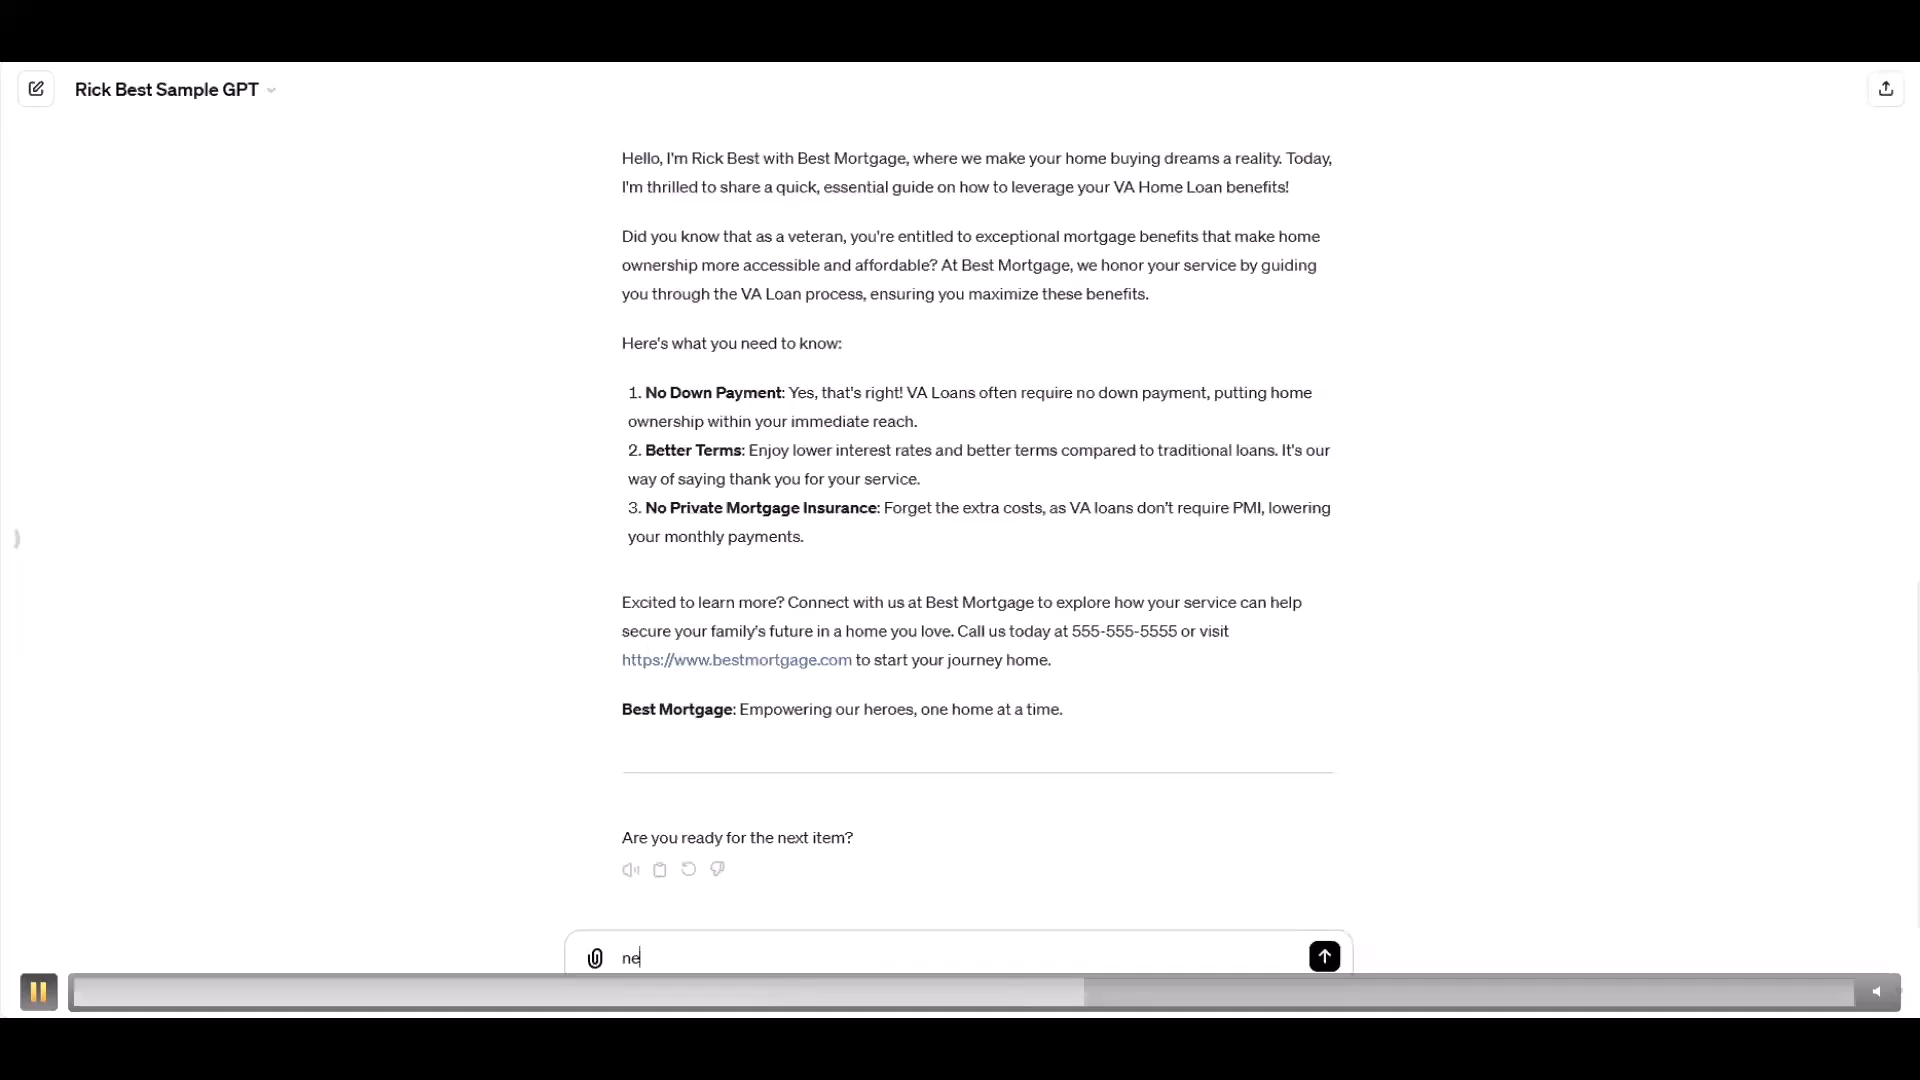 Rick Best Sample GPT
Hello, I'm Rick Best with Best Mortgage, where we make your home buying dreams a reality. Today,
I'm thrilled to share a quick, essential guide on how to leverage your VA Home Loan benefits!
Did you know that as a veteran, you're entitled to exceptional mortgage benefits that make home
ownership more accessible and affordable? At Best Mortgage, we honor your service by guiding
you through the VA Loan process, ensuring you maximize these benefits.
Here's what you need to know:
1. No Down Payment: Yes, that's right! VA Loans often require no down payment, putting home
ownership within your immediate reach.
2. Better Terms: Enjoy lower interest rates and better terms compared to traditional loans. It's our
way of saying thank you for your service.
3. No Private Mortgage Insurance: Forget the extra costs, as VA loans don't require PMI, lowering
your monthly payments.
Excited to learn more? Connect with us at Best Mortgage to explore how your service can help
secure your family's future in a home you love. Call us today at 555-555-5555 or visit
https://www.bestmortgage.com to start your journey home.
Best Mortgage: Empowering our heroes, one home at a time.
Are you ready for the next item?
ne